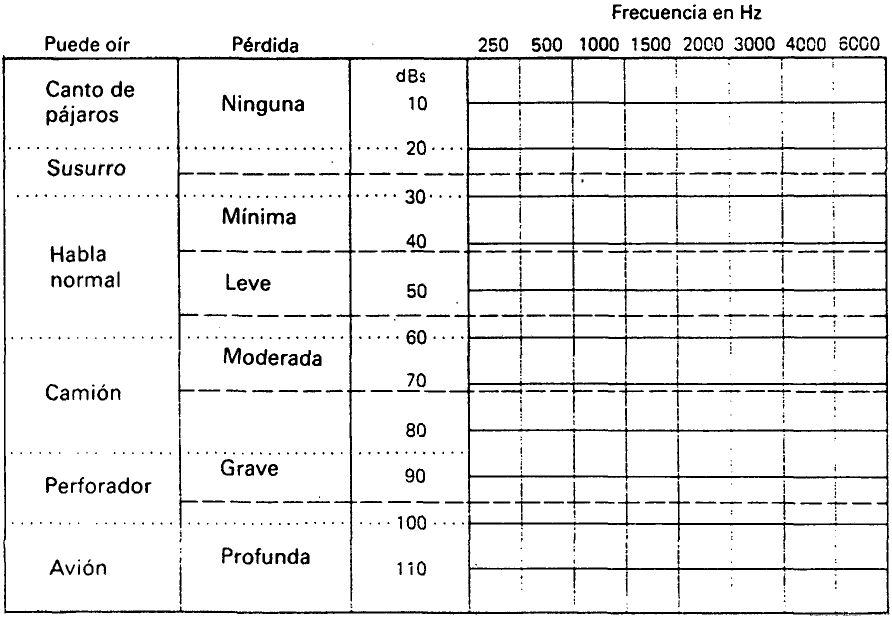 Frecuencia en Hz
Puede oír Pérdida 250 500 1000 1500 2000 3000 4000 6000
dBs
Canto de
pájaros
Ninguna
10
20
Susurro
30
Mínima
40
Habla
normal
Leve
50
60
Moderada
70
Camión
80
Grave
90
Perforador
100
Profunda
Avión
110